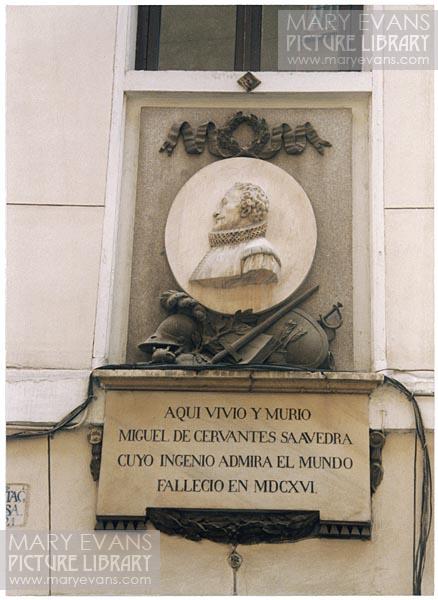 MARY EVANS
PICTURE LIBRARY
www.maryevans.com
AQUI VIVIO Y MURIO
MIGUEL DE CERVANTES SAAVEDRA
CUYO INGENIO ADMIRA EL MUNDO
FALLECIO EN MDCXVI.
MARY EVANS
PICTURE LIBRARY
www.maryevans.com